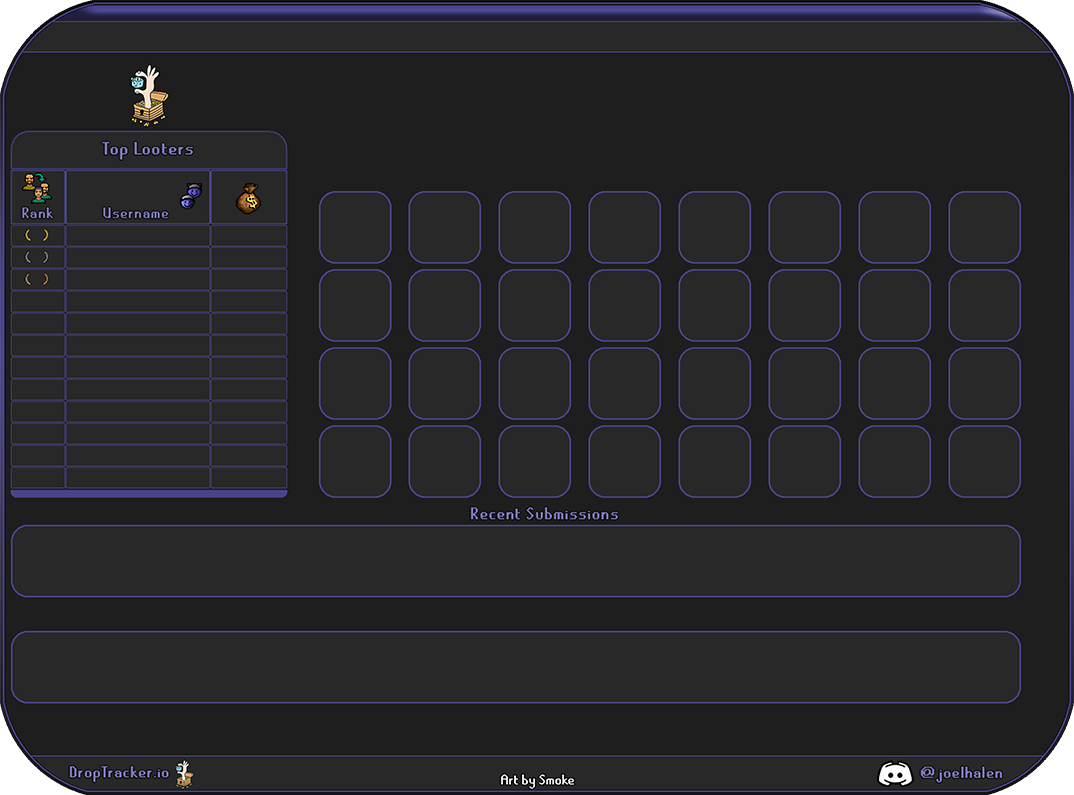 Top Looters
Rank
Username
( )
( )
( )
Recent Submissions
DropTracker.io
Art by Smoke
@joelhalen